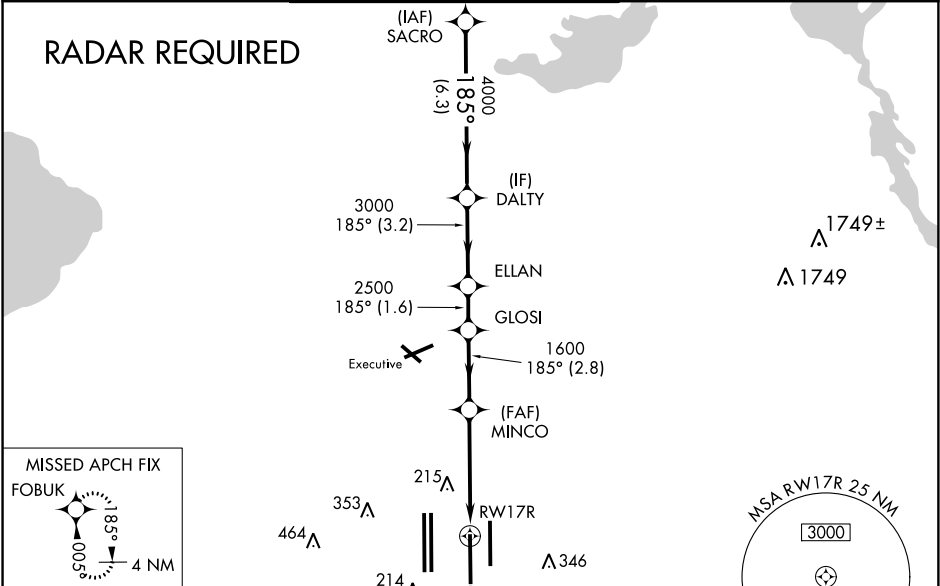 (IAF)
SACRO
RADAR REQUIRED
4000
185°
(6.3)
(IF)
DALTY
3000
185° (3.2)
1749±
1749
ELLAN
2500
185° (1.6)
GLOSI
1600
185° (2.8)
Executive
(FAF)
MINCO
MISSED APCH FIX
FOBUK
185°
005°
4 NM
215
353
464
RW17R
346
214
MSA RW17R 25 NM
3000